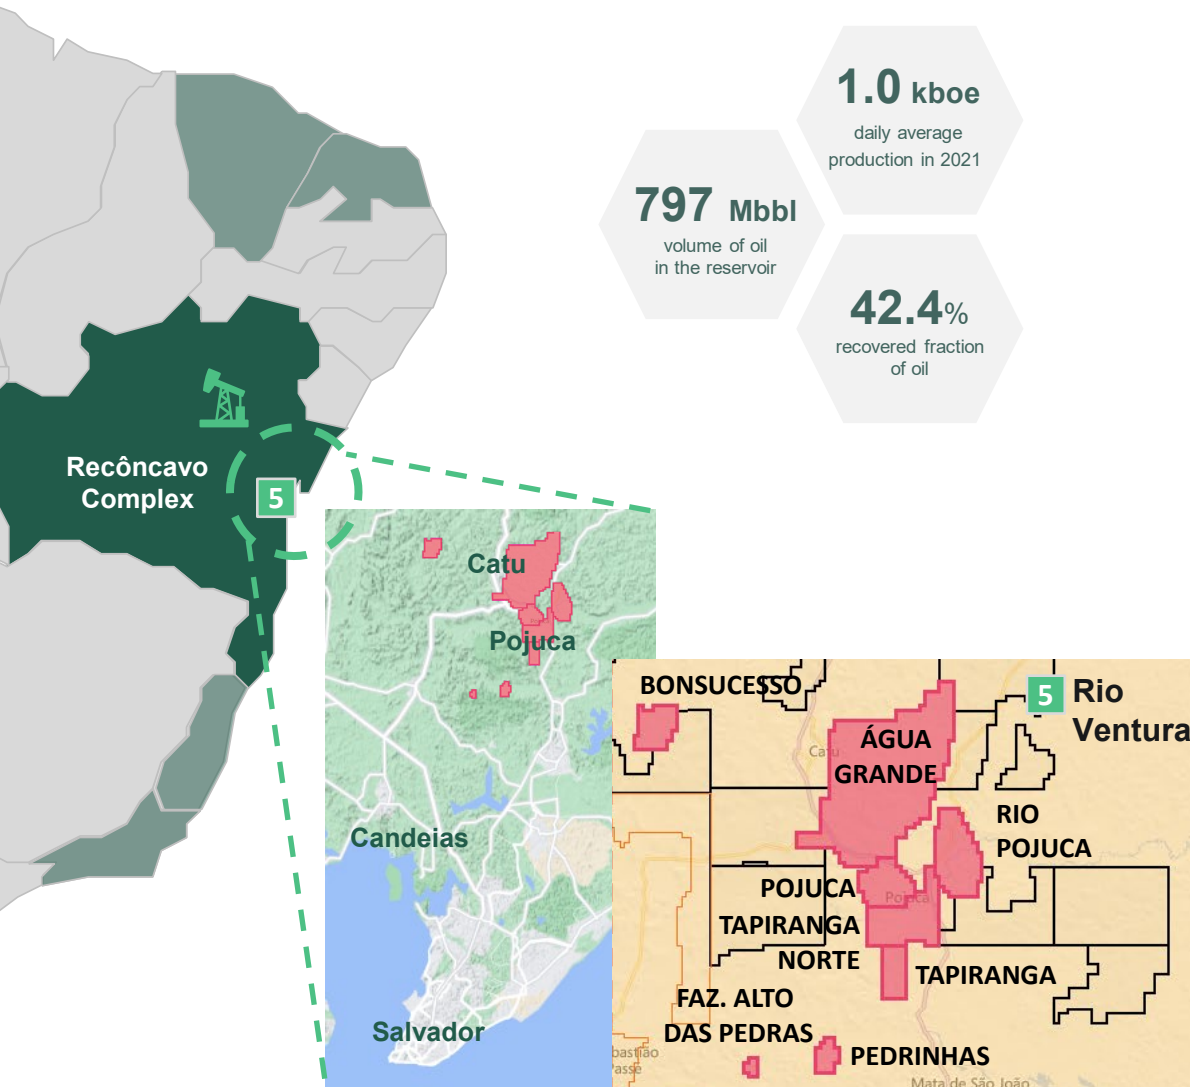 1.0 kboe
daily average
production in 2021
797 Mbbl
volume of oil
in the reservoir
42.4%
recovered fraction
of oil
Recôncavo
Complex
5
Catu
Pojuca
Candeias
Salvador
BONSUCESSO
5 Rio
Ventura
ÁGUA
GRANDE
Catu
RIO
POJUCA
POJUCA
Pojuca
TAPIRANGA
NORTE
TAPIRANGA
FAZ. ALTO
DAS PEDRAS
PEDRINHAS
bastião
Passé
Mata de São João